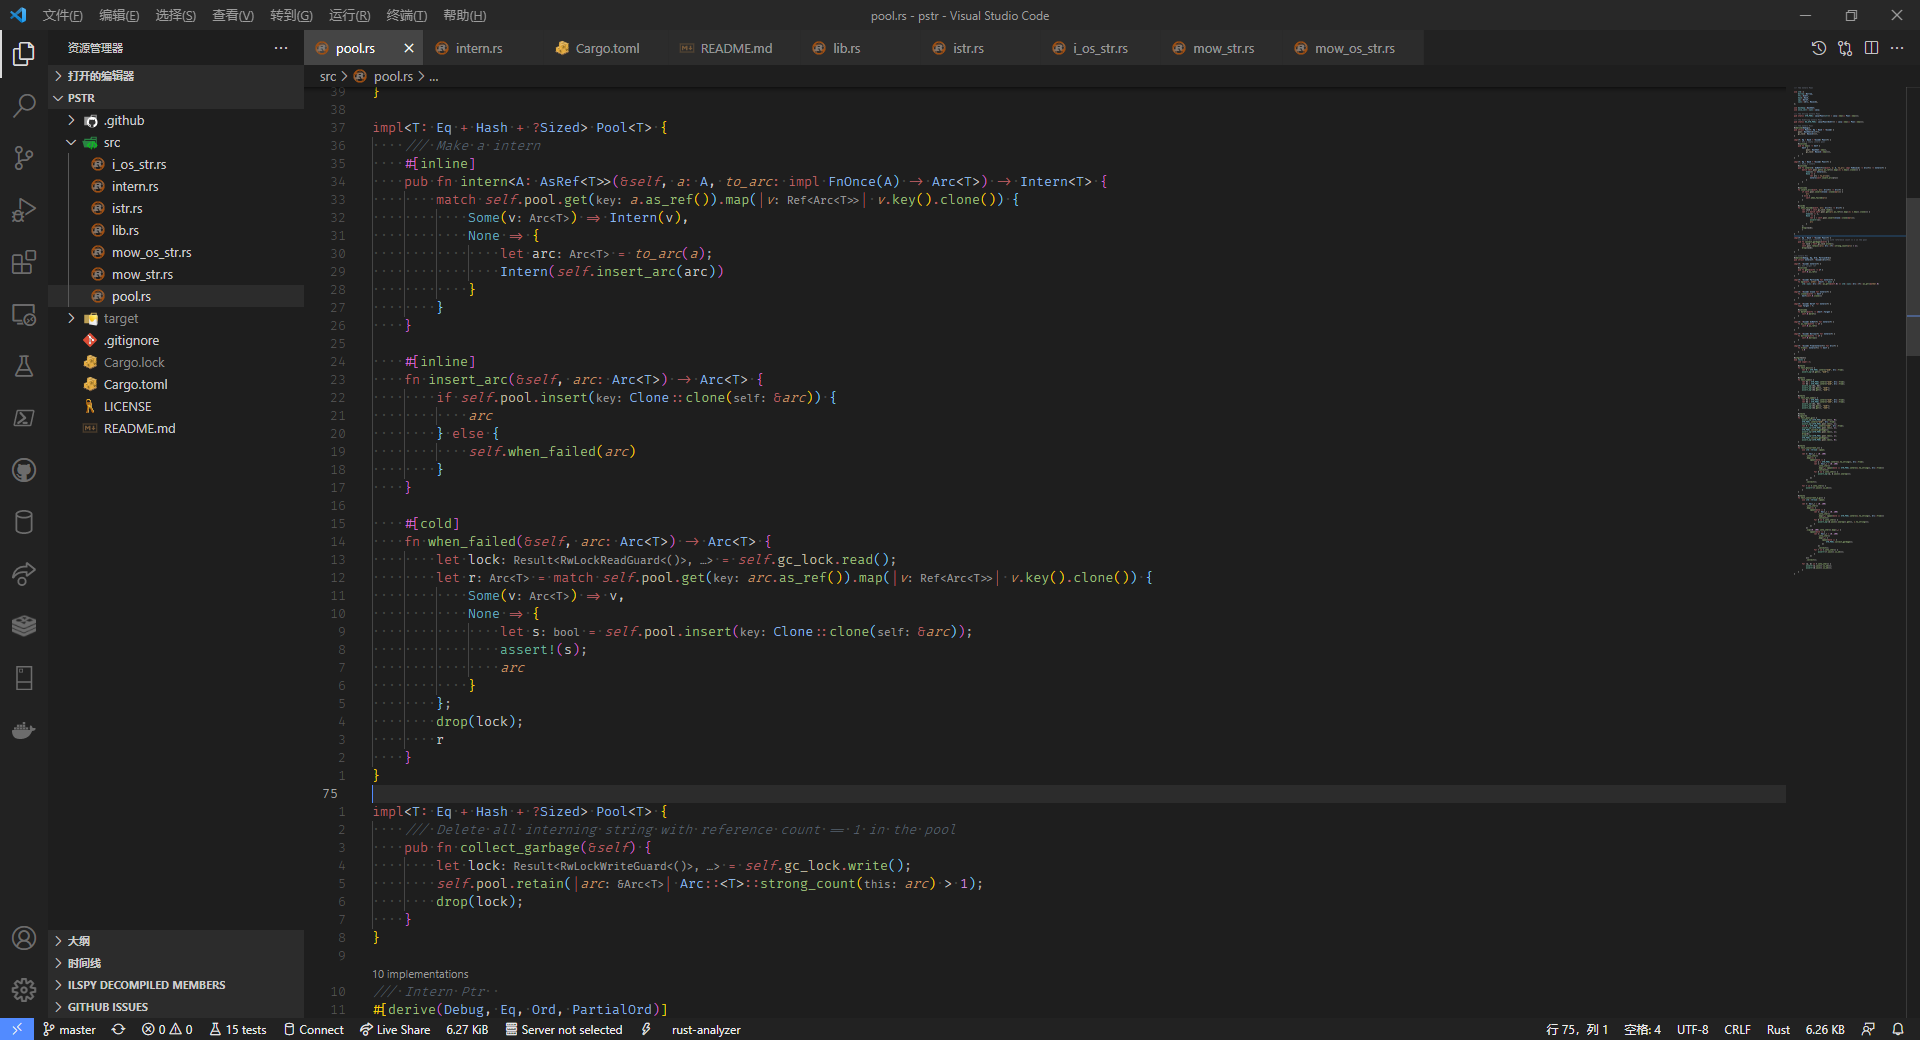 文件(F) 编辑(E) 选择(S) 查看(V) 转到(G) 运行(R) 终端(T) 帮助(H)
pool.rs - pstr - Visual Studio Code
资源管理器
打开的编辑器
PSTR
.github
src
i_os_str.rs
intern.rs
istr.rs
lib.rs
mow_os_str.rs
mow_str.rs
pool.rs
target
.gitignore
Cargo.lock
Cargo.toml
LICENSE
README.md
大纲
时间线
ILSPY DECOMPILED MEMBERS
GITHUB ISSUES
pool.rs intern.rs Cargo.toml README.md lib.rs istr.rs i_os_str.rs mow_str.rs mow_os_str.rs
src > pool.rs > ...
39 }
38
37 impl<T: Eq + Hash + ?Sized> Pool<T> {
36 /// Make a intern
35 #[inline]
34 pub fn intern<A: AsRef<T>>(&self, a: A, to_arc: impl FnOnce(A) -> Arc<T>) -> Intern<T> {
33 match self.pool.get(key: a.as_ref()).map(|v: Ref<Arc<T>>| v.key().clone()) {
32 Some(v: Arc<T>) => Intern(v),
31 None => {
30 let arc: Arc<T> = to_arc(a);
29 Intern(self.insert_arc(arc))
28 }
27 }
26 }
25
24 #[inline]
23 fn insert_arc(&self, arc: Arc<T>) -> Arc<T> {
22 if self.pool.insert(key: Clone::clone(self: &arc)) {
21 arc
20 } else {
19 self.when_failed(arc)
18 }
17 }
16
15 #[cold]
14 fn when_failed(&self, arc: Arc<T>) -> Arc<T> {
13 let lock: Result<RwLockReadGuard<()>, …> = self.gc_lock.read();
12 let r: Arc<T> = match self.pool.get(key: arc.as_ref()).map(|v: Ref<Arc<T>>| v.key().clone()) {
11 Some(v: Arc<T>) => v,
10 None => {
9 let s: bool = self.pool.insert(key: Clone::clone(self: &arc));
8 assert!(s);
7 arc
6 }
5 };
4 drop(lock);
3 r
2 }
1 }
75
1 impl<T: Eq + Hash + ?Sized> Pool<T> {
2 /// Delete all interning string with reference count == 1 in the pool
3 pub fn collect_garbage(&self) {
4 let lock: Result<RwLockWriteGuard<()>, …> = self.gc_lock.write();
5 self.pool.retain(|arc: &Arc<T>| Arc::<T>::strong_count(this: arc) > 1);
6 drop(lock);
7 }
8 }
9
10 implementations
10 /// Intern Ptr
11 #[derive(Debug, Eq, Ord, PartialOrd)]
master 0 0 15 tests Connect Live Share 6.27 KiB Server not selected rust-analyzer
行 75, 列 1 空格: 4 UTF-8 CRLF Rust 6.26 KB